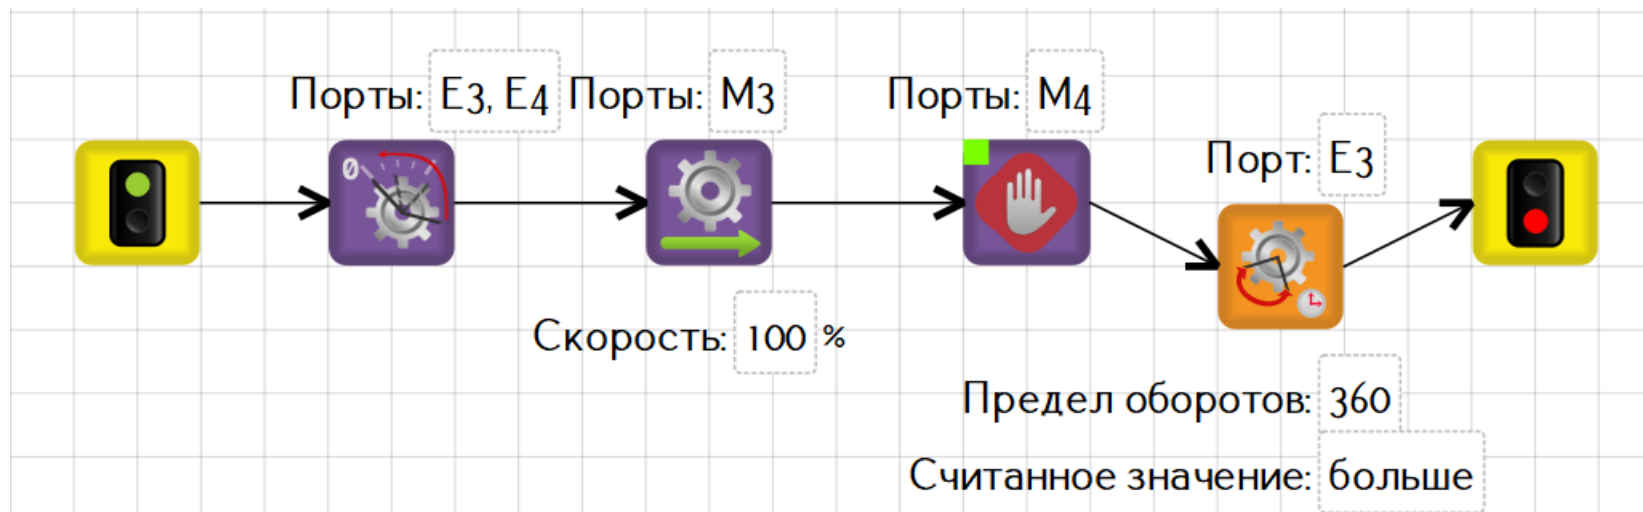 Порты: E3, E4 Порты: M3 Порты: M4
Порт: E3
0
Скорость: 100 %
Предел оборотов: 360
Считанное значение: больше